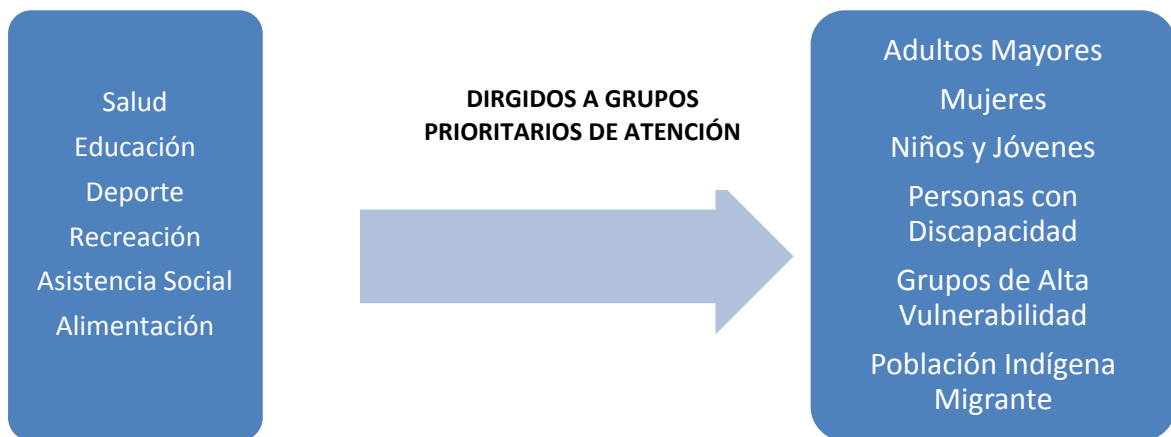 Salud
Educación
Deporte
Recreación
Asistencia Social
Alimentación
DIRGIDOS A GRUPOS
PRIORITARIOS DE ATENCIÓN
Adultos Mayores
Mujeres
Niños y Jóvenes
Personas con
Discapacidad
Grupos de Alta
Vulnerabilidad
Población Indígena
Migrante